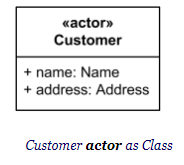 «actor»
Customer
+ name: Name
+ address: Address
Customer actor as Class